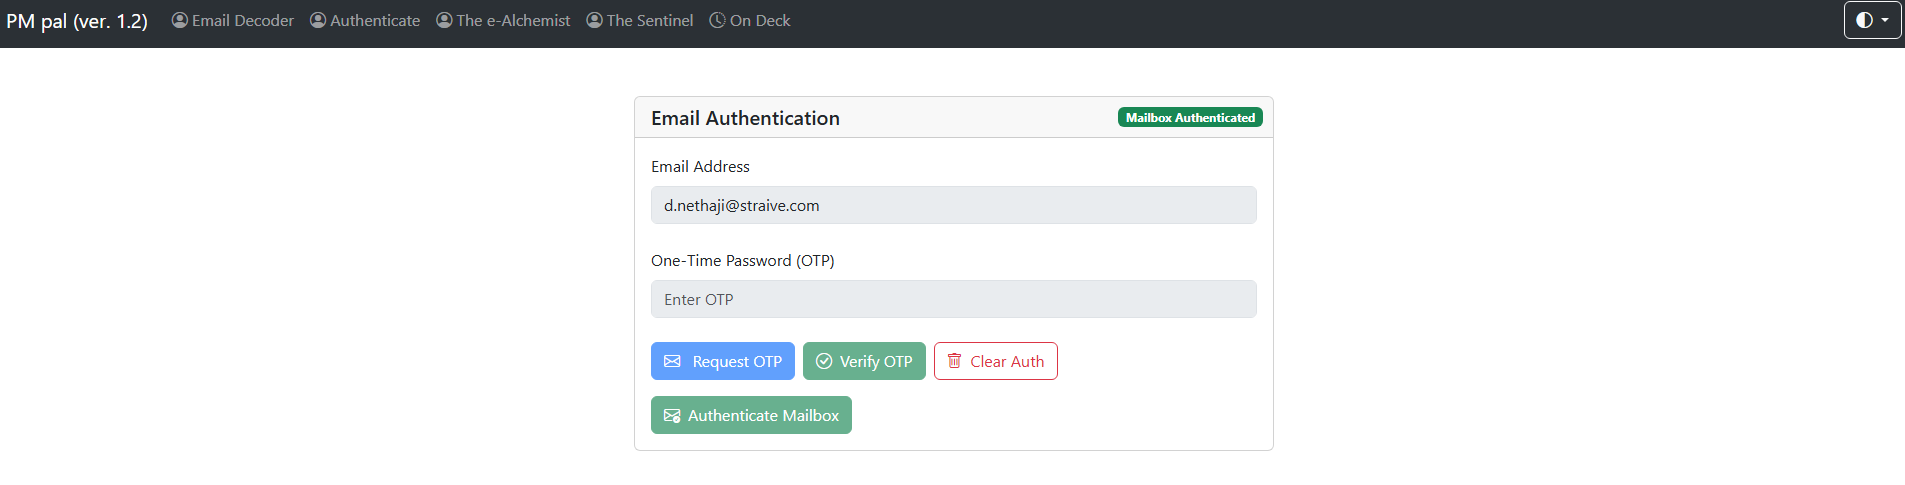 PM pal (ver. 1.2) Email Decoder Authenticate The e-Alchemist The Sentinel On Deck
Email Authentication Mailbox Authenticated
Email Address
d.nethaji@straive.com
One-Time Password (OTP)
Enter OTP
Request OTP Verify OTP Clear Auth
Authenticate Mailbox